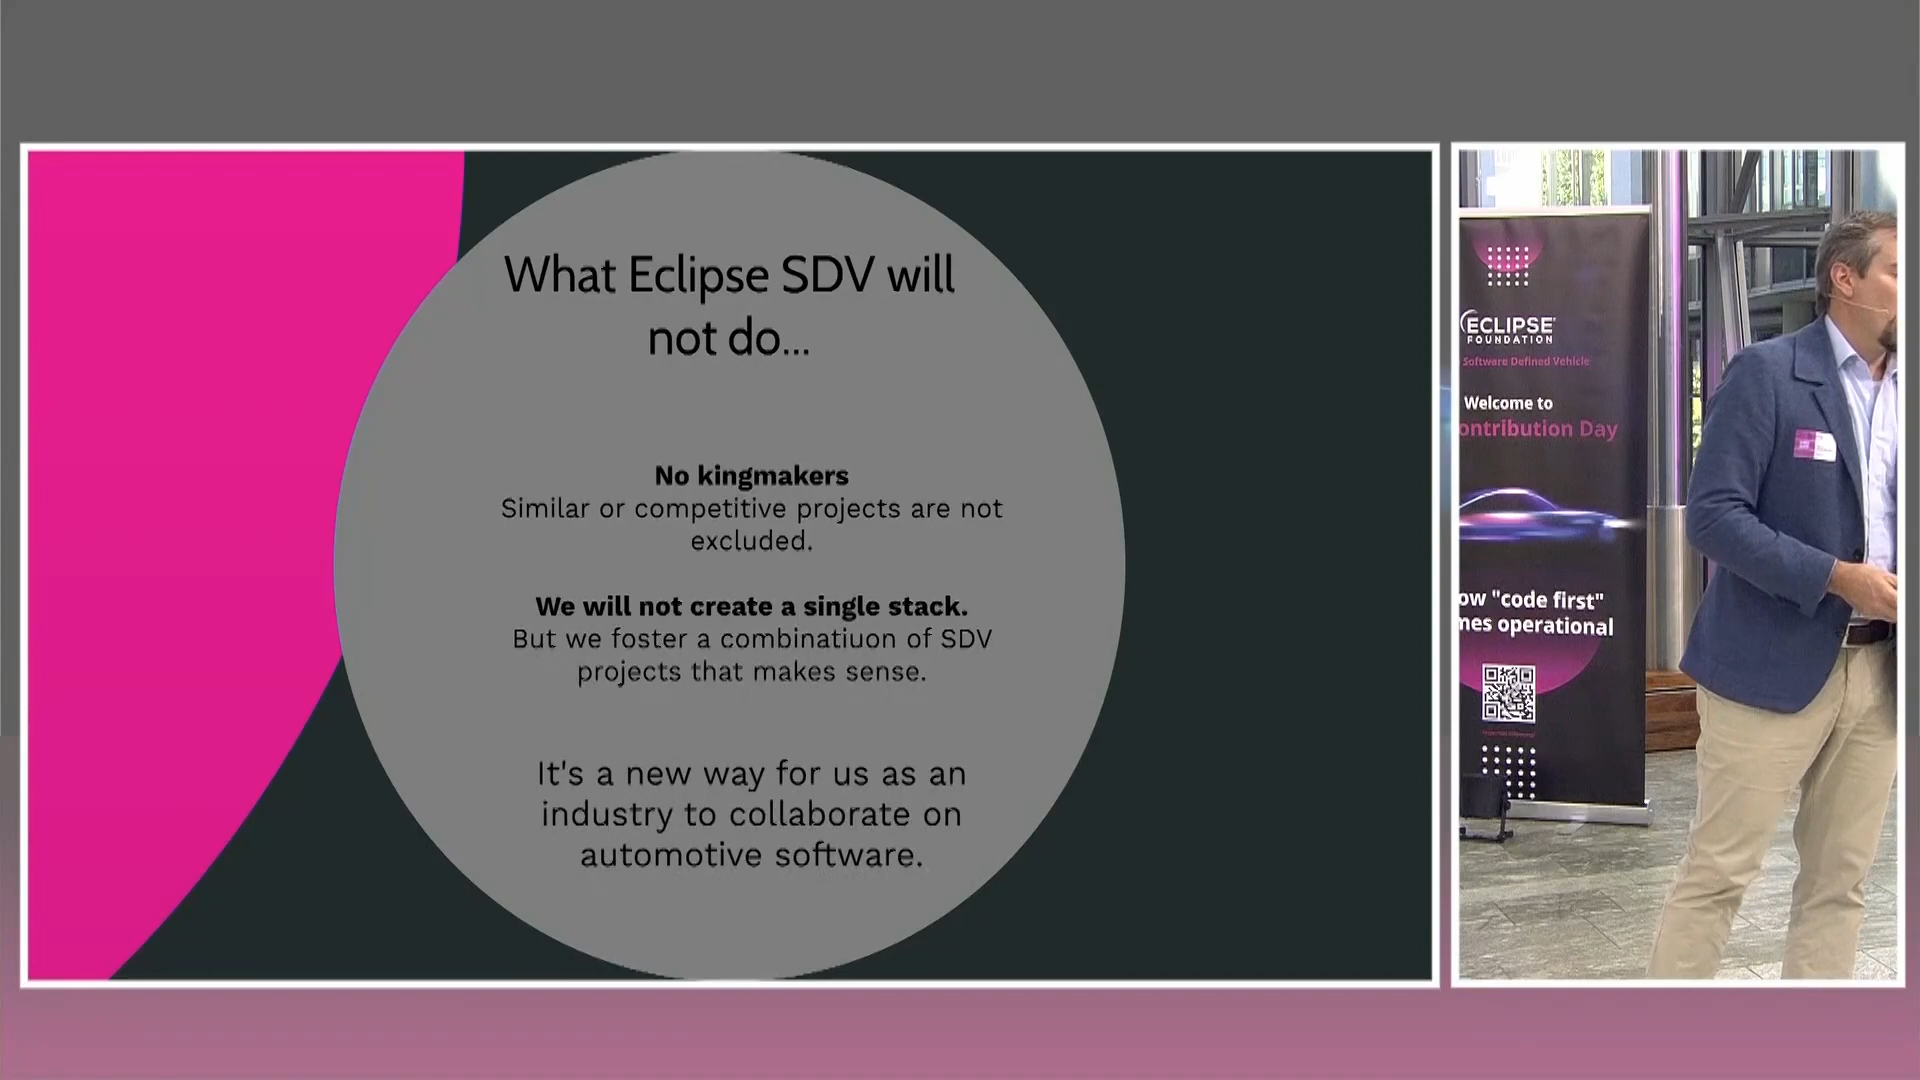 What Eclipse SDV will
not do...
No kingmakers
Similar or competitive projects are not
excluded.
We will not create a single stack.
But we foster a combinatiuon of SDV
projects that makes sense.
It's a new way for us as an
industry to collaborate on
automotive software.
ECLIPSE
FOUNDATION
Software Defined Vehicle
Welcome to
ontribution Day
ow "code first"
mes operational